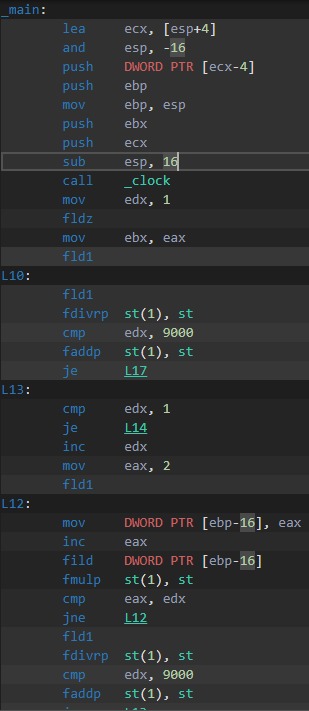 _main:
lea ecx, [esp+4]
and esp, -16
push DWORD PTR [ecx-4]
push ebp
mov ebp, esp
push ebx
push ecx
sub esp, 16
call _clock
mov edx, 1
fldz
mov ebx, eax
fld1
L10:
fld1
fdivrp st(1), st
cmp edx, 9000
faddp st(1), st
je L17
L13:
cmp edx, 1
je L14
inc edx
mov eax, 2
fld1
L12:
mov DWORD PTR [ebp-16], eax
inc eax
fild DWORD PTR [ebp-16]
fmulp st(1), st
cmp eax, edx
jne L12
fld1
fdivrp st(1), st
cmp edx, 9000
faddp st(1), st